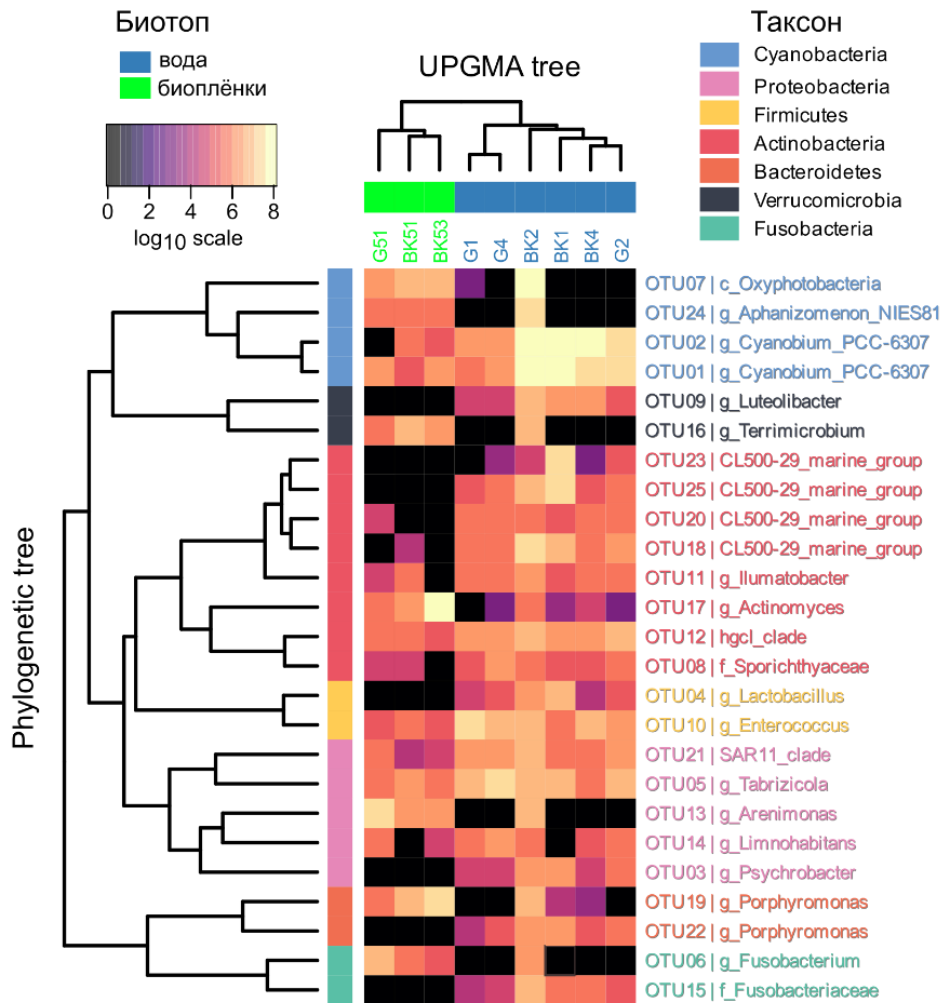 Биотоп
вода
биоплёнки
0 2 4 6 8
log10 scale
UPGMA tree
Таксон
Cyanobacteria
Proteobacteria
Firmicutes
Actinobacteria
Bacteroidetes
Verrucomicrobia
Fusobacteria
G51 BK51 BK53 G1 G4 BK2 BK1 BK4 G2
Phylogenetic tree
OTU07 | c_Oxyphotobacteria
OTU24 | g_Aphanizomenon_NIES81
OTU02 | g_Cyanobium_PCC-6307
OTU01 | g_Cyanobium_PCC-6307
OTU09 | g_Luteolibacter
OTU16 | g_Terrimicrobium
OTU23 | CL500-29_marine_group
OTU25 | CL500-29_marine_group
OTU20 | CL500-29_marine_group
OTU18 | CL500-29_marine_group
OTU11 | g_Ilumatobacter
OTU17 | g_Actinomyces
OTU12 | hgcl_clade
OTU08 | f_Sporichthyaceae
OTU04 | g_Lactobacillus
OTU10 | g_Enterococcus
OTU21 | SAR11_clade
OTU05 | g_Tabrizicola
OTU13 | g_Arenimonas
OTU14 | g_Limnohabitans
OTU03 | g_Psychrobacter
OTU19 | g_Porphyromonas
OTU22 | g_Porphyromonas
OTU06 | g_Fusobacterium
OTU15 | f_Fusobacteriaceae